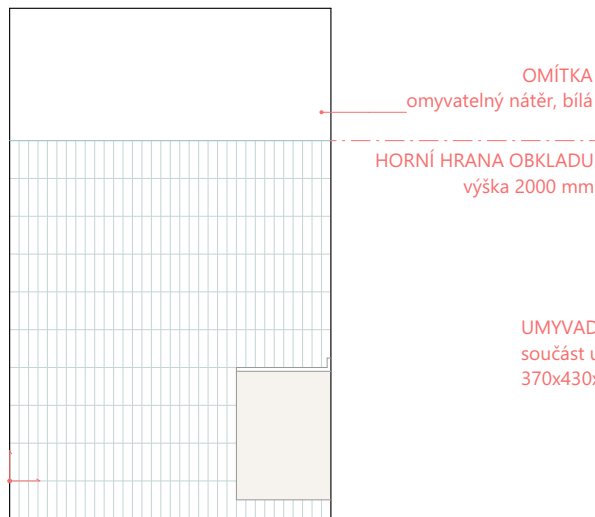 OMÍTKA
omyvatelný nátěr, bílá
HORNÍ HRANA OBKLADU
výška 2000 mm
UMYVAD
součást u
370x430x